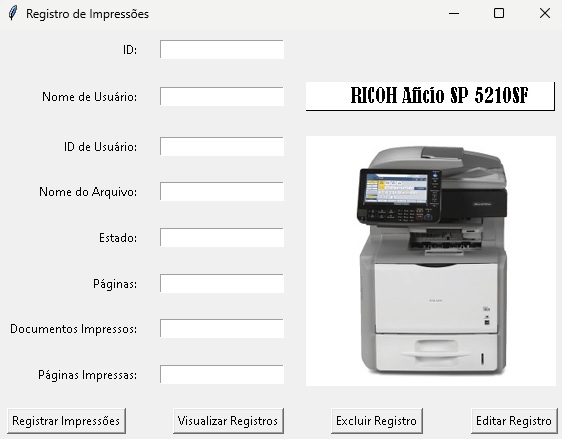 Registro de Impressões
ID:
Nome de Usuário:
RICOH Aficio SP 5210SF
ID de Usuário:
Nome do Arquivo:
Estado:
Páginas:
Documentos Impressos:
Páginas Impressas:
Registrar Impressões
Visualizar Registros
Excluir Registro
Editar Registro